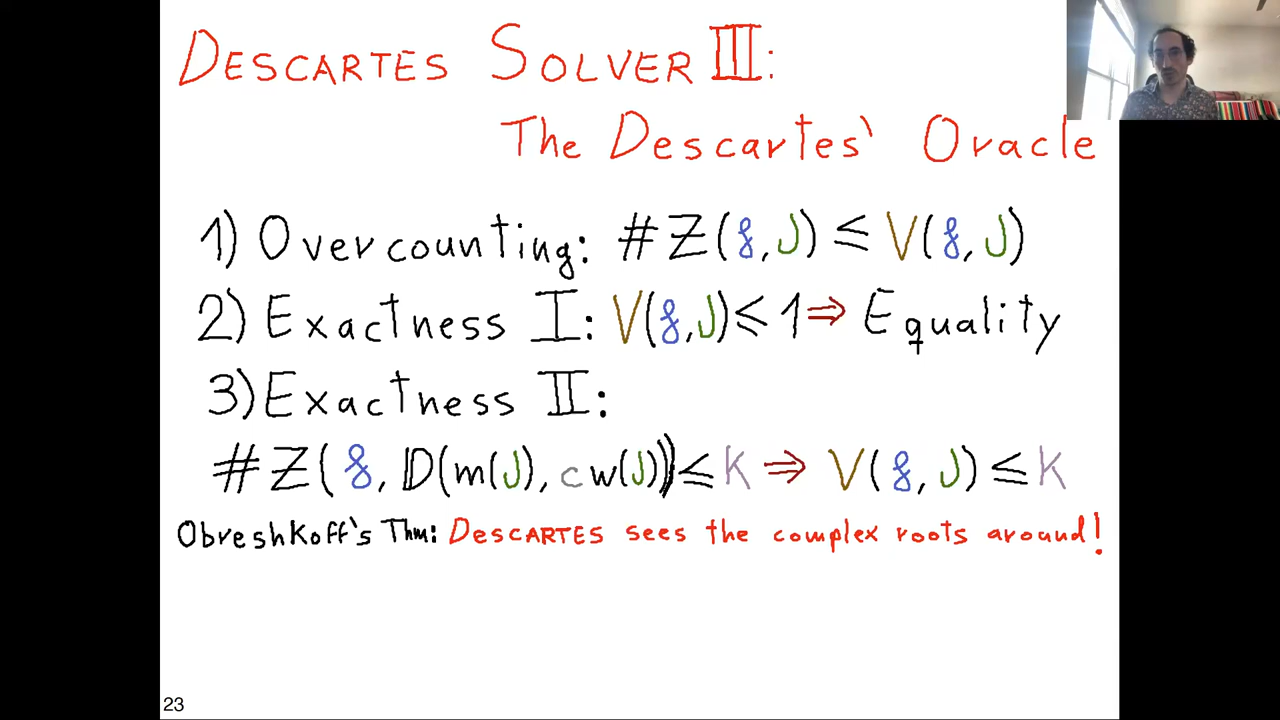 DESCARTES SOLVER III:
The Descartes' Oracle
1) Overcounting: #Z(f, J) ≤ V(f, J)
2) Exactness I: V(f, J) ≤ 1 ⇒ Equality
3) Exactness II:
#Z(f, D(m(J), cw(J))) ≤ K ⇒ V(f, J) ≤ K
Obreshkoff's Thm: DESCARTES sees the complex roots around!
23